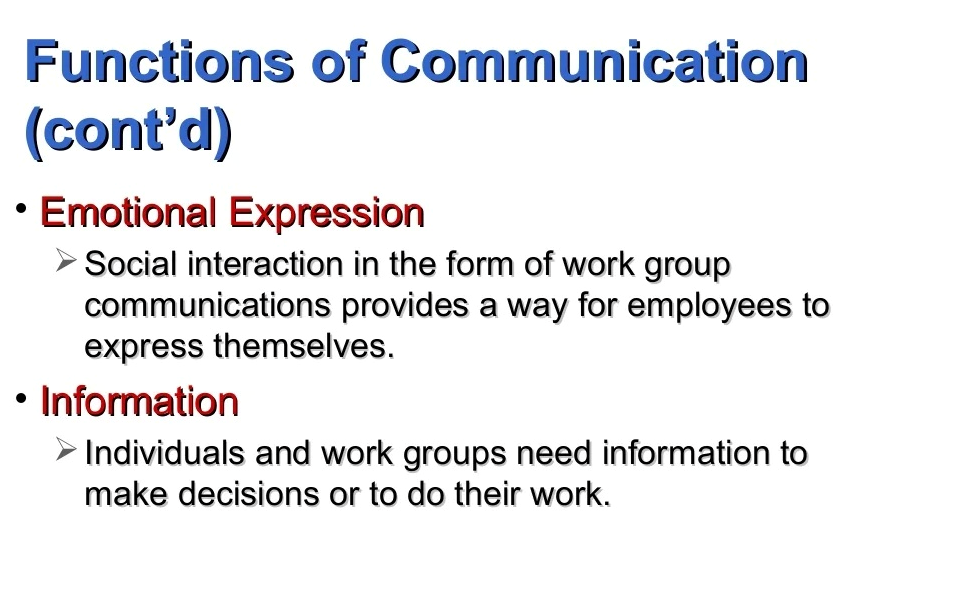 Functions of Communication
(cont’d)
• Emotional Expression
➢ Social interaction in the form of work group
communications provides a way for employees to
express themselves.
• Information
➢ Individuals and work groups need information to
make decisions or to do their work.